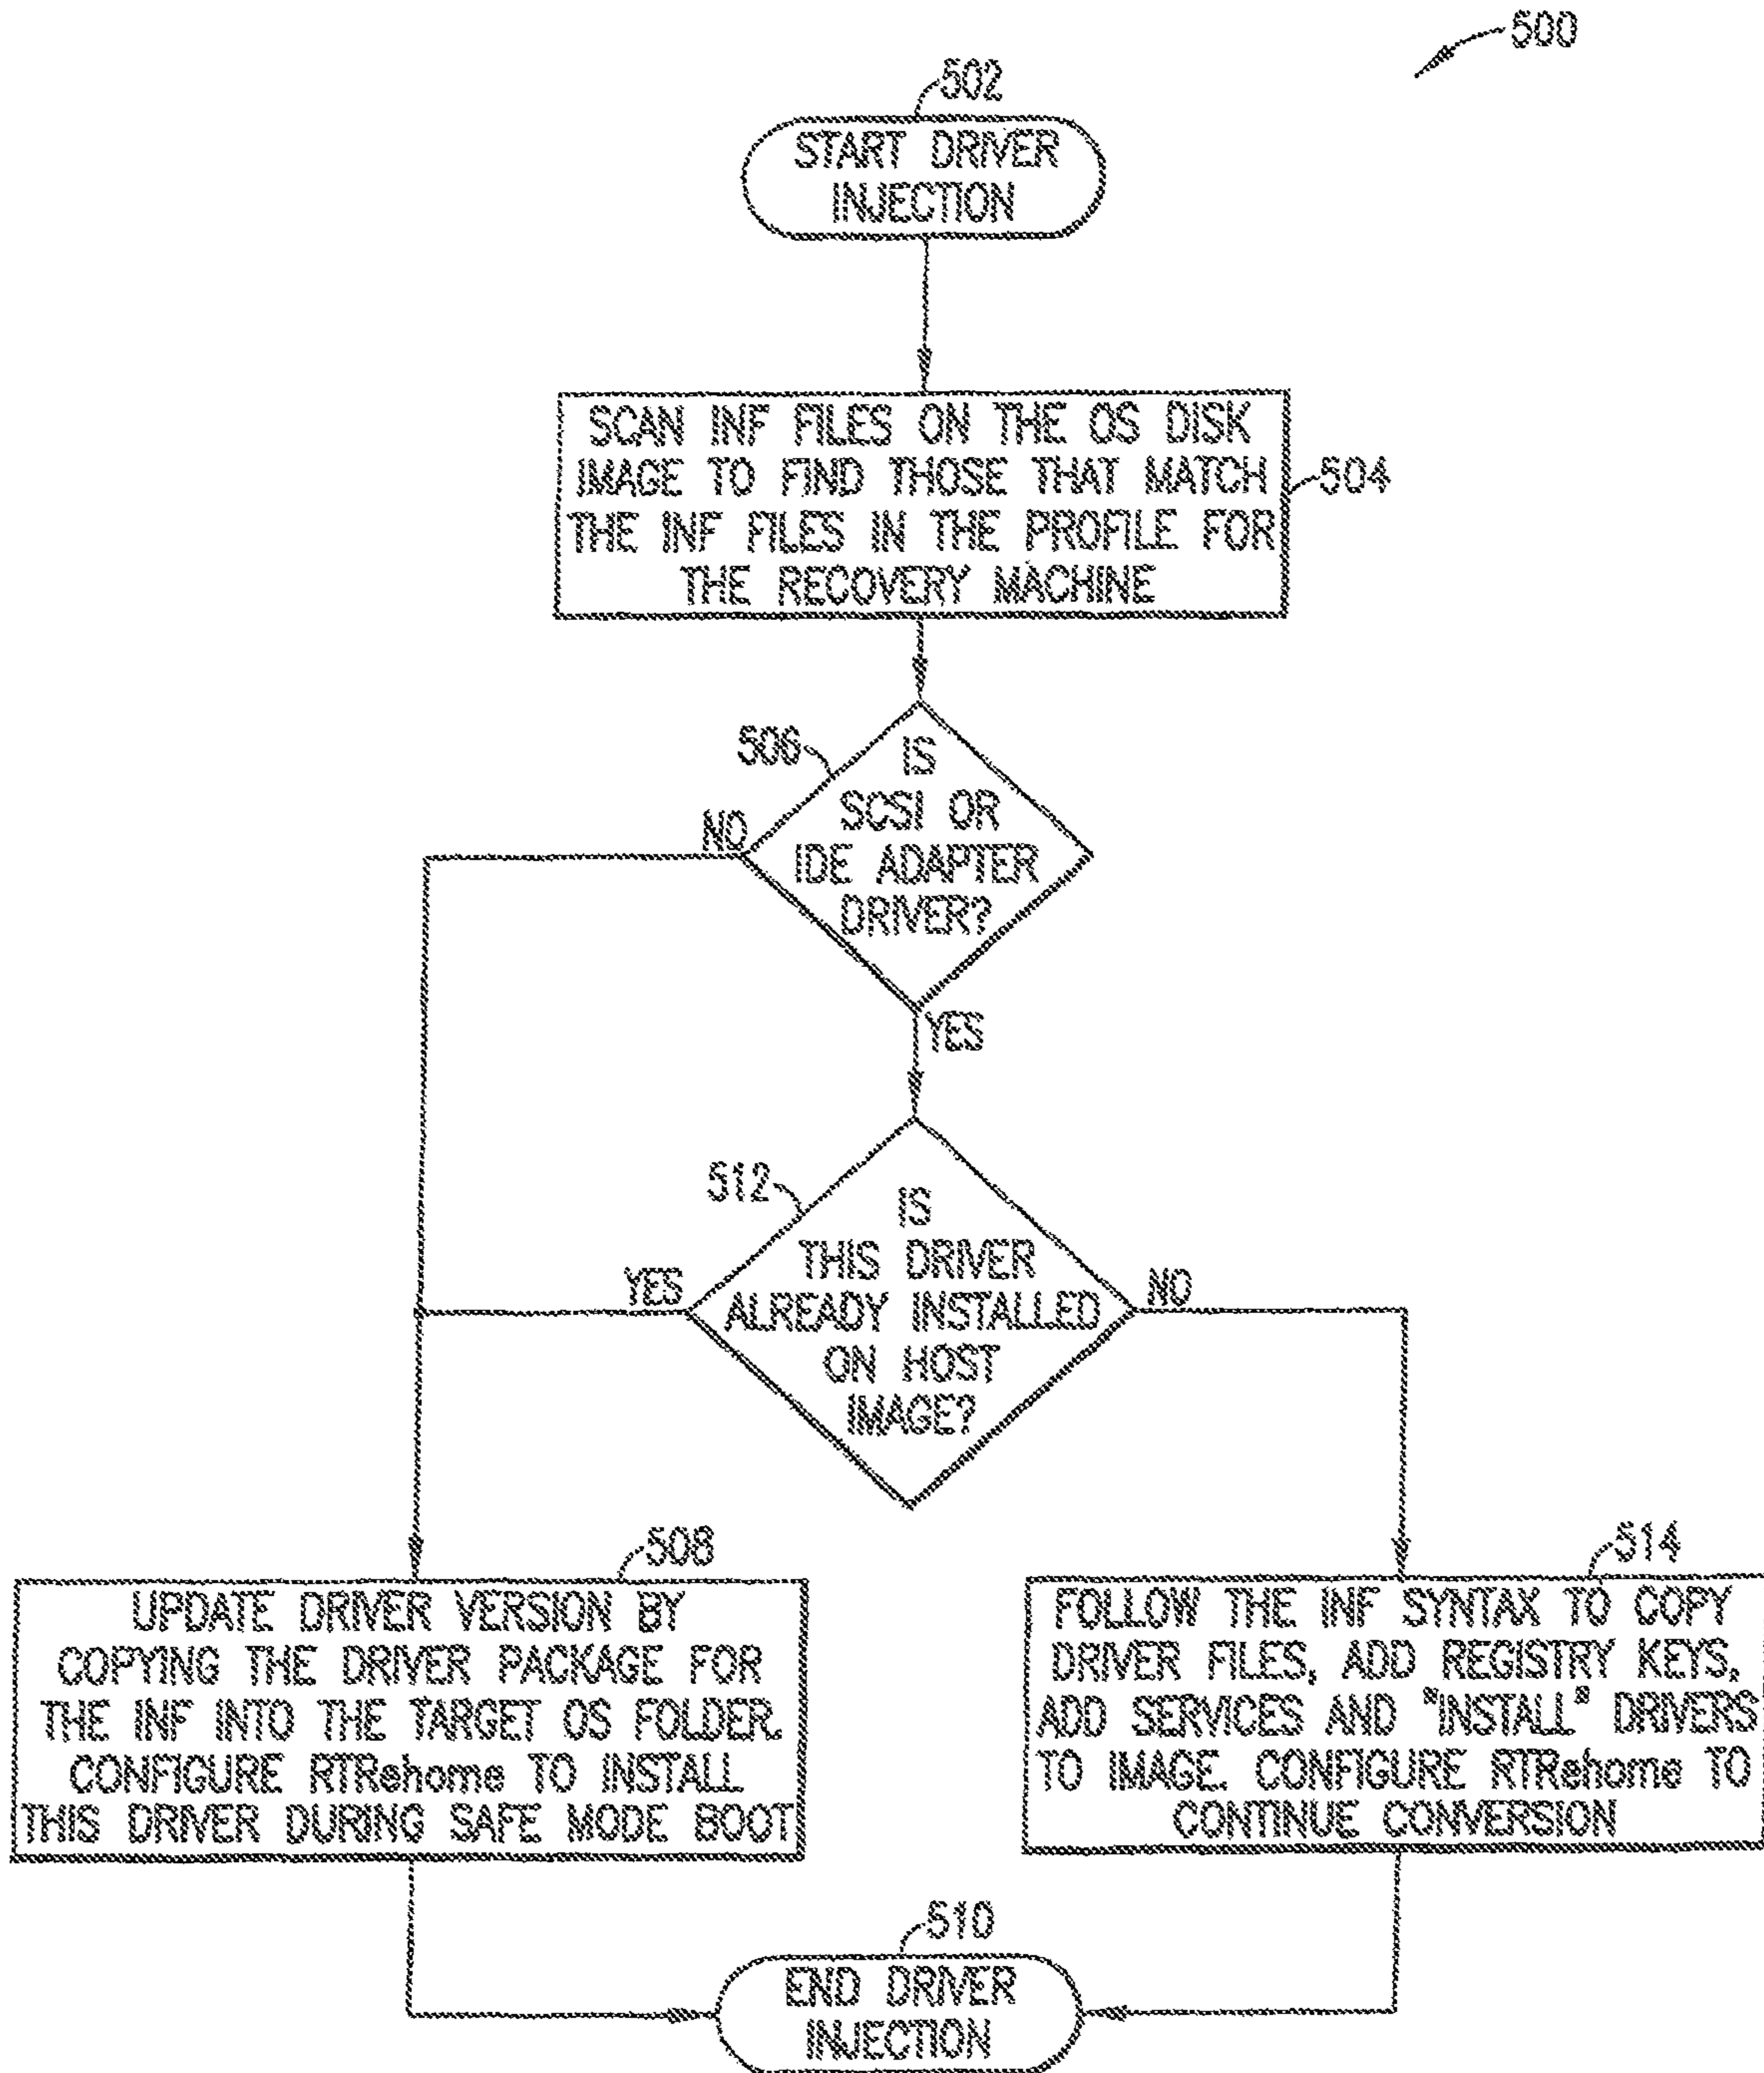 500
502
START DRIVER
INJECTION
SCAN INF FILES ON THE OS DISK
IMAGE TO FIND THOSE THAT MATCH
THE INF FILES IN THE PROFILE FOR
THE RECOVERY MACHINE
504
506
IS
SCSI OR
IDE ADAPTER
DRIVER?
NO
YES
512
IS
THIS DRIVER
ALREADY INSTALLED
ON HOST
IMAGE?
YES
NO
508
UPDATE DRIVER VERSION BY
COPYING THE DRIVER PACKAGE FOR
THE INF INTO THE TARGET OS FOLDER.
CONFIGURE RTRehome TO INSTALL
THIS DRIVER DURING SAFE MODE BOOT
514
FOLLOW THE INF SYNTAX TO COPY
DRIVER FILES, ADD REGISTRY KEYS,
ADD SERVICES AND "INSTALL" DRIVERS
TO IMAGE. CONFIGURE RTRehome TO
CONTINUE CONVERSION
510
END DRIVER
INJECTION